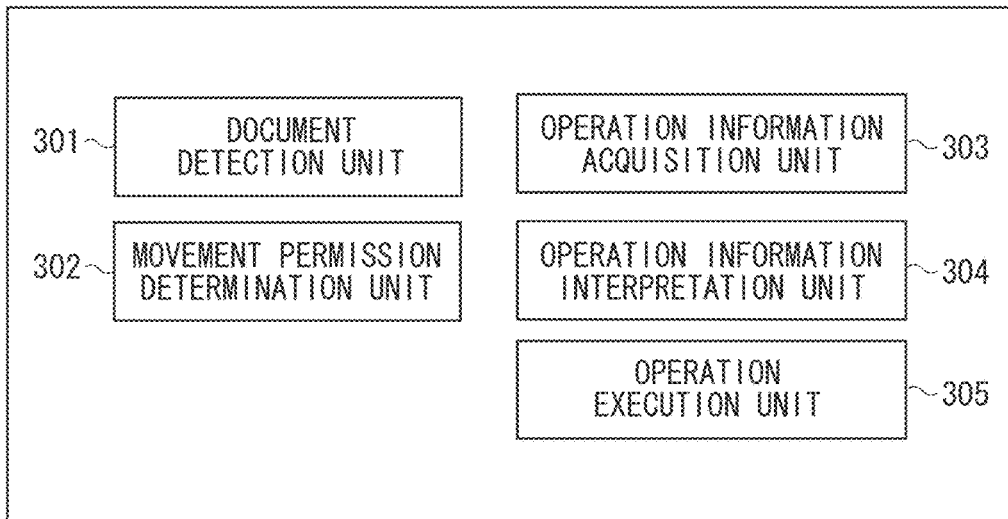 301
DOCUMENT
DETECTION UNIT
302
MOVEMENT PERMISSION
DETERMINATION UNIT
OPERATION INFORMATION
ACQUISITION UNIT
303
OPERATION INFORMATION
INTERPRETATION UNIT
304
OPERATION
EXECUTION UNIT
305